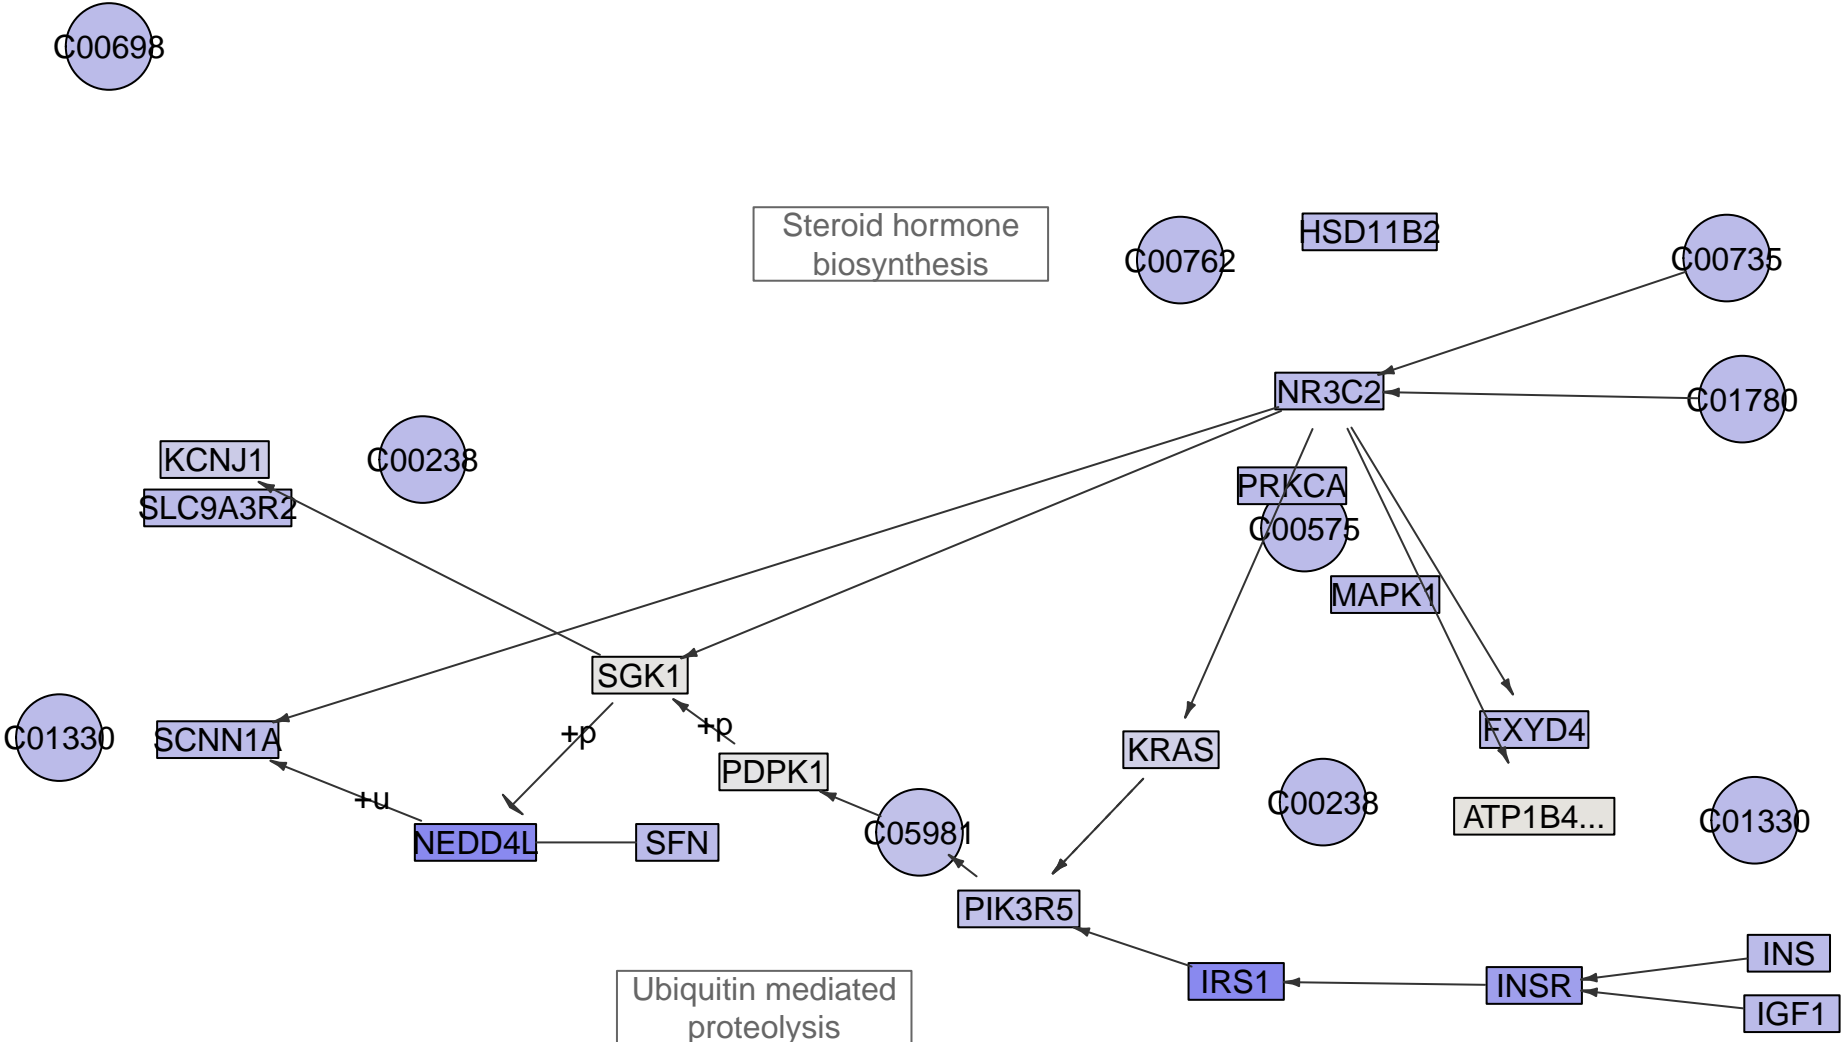 C00698
Steroid hormone
biosynthesis
C00762
HSD11B2
C00735
NR3C2
C01780
KCNJ1
C00238
SLC9A3R2
PRKCA
C00575
MAPK1
SGK1
+p
+p
C01330
SCNN1A
FXYD4
KRAS
PDPK1
+u
C00238
ATP1B4...
C01330
NEDD4L
SFN
C05981
PIK3R5
INS
IRS1
INSR
IGF1
Ubiquitin mediated
proteolysis